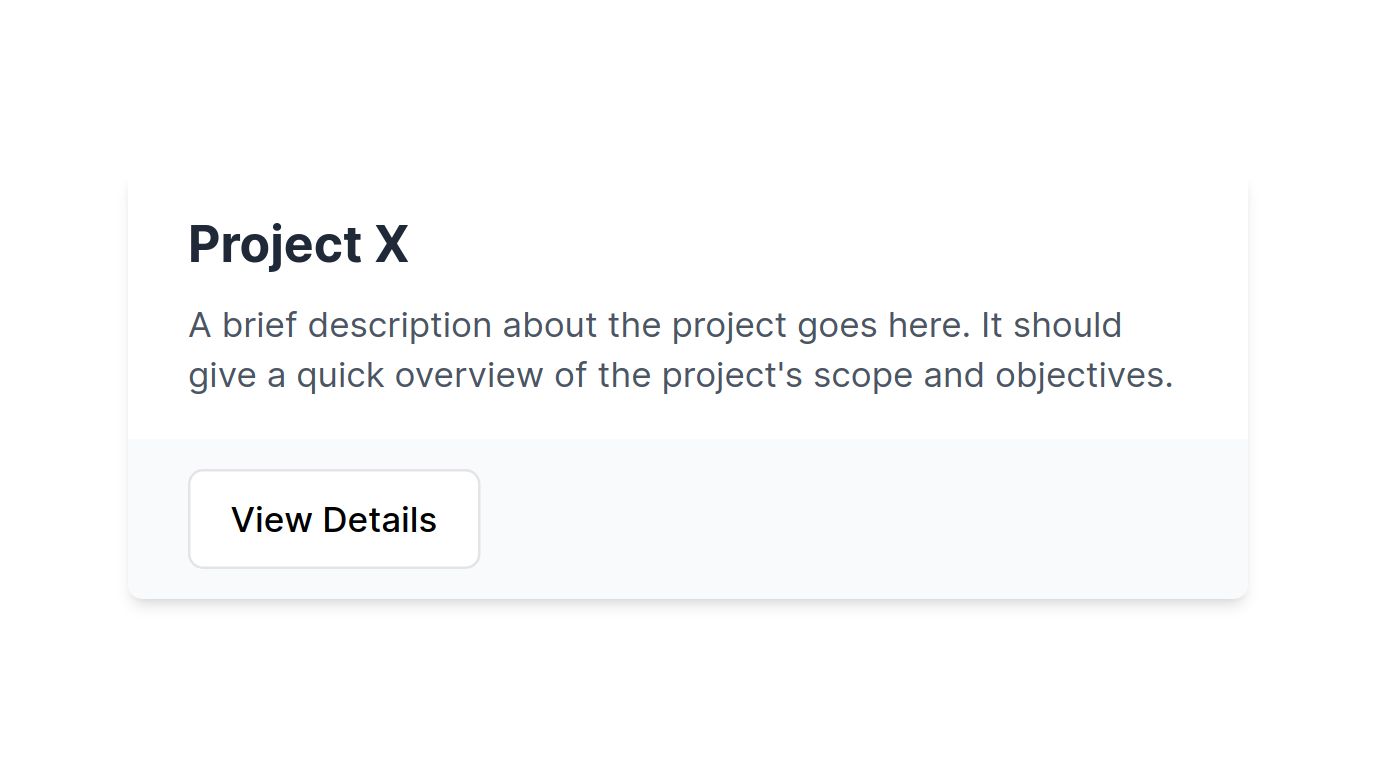 Project X
A brief description about the project goes here. It should
give a quick overview of the project's scope and objectives.
View Details